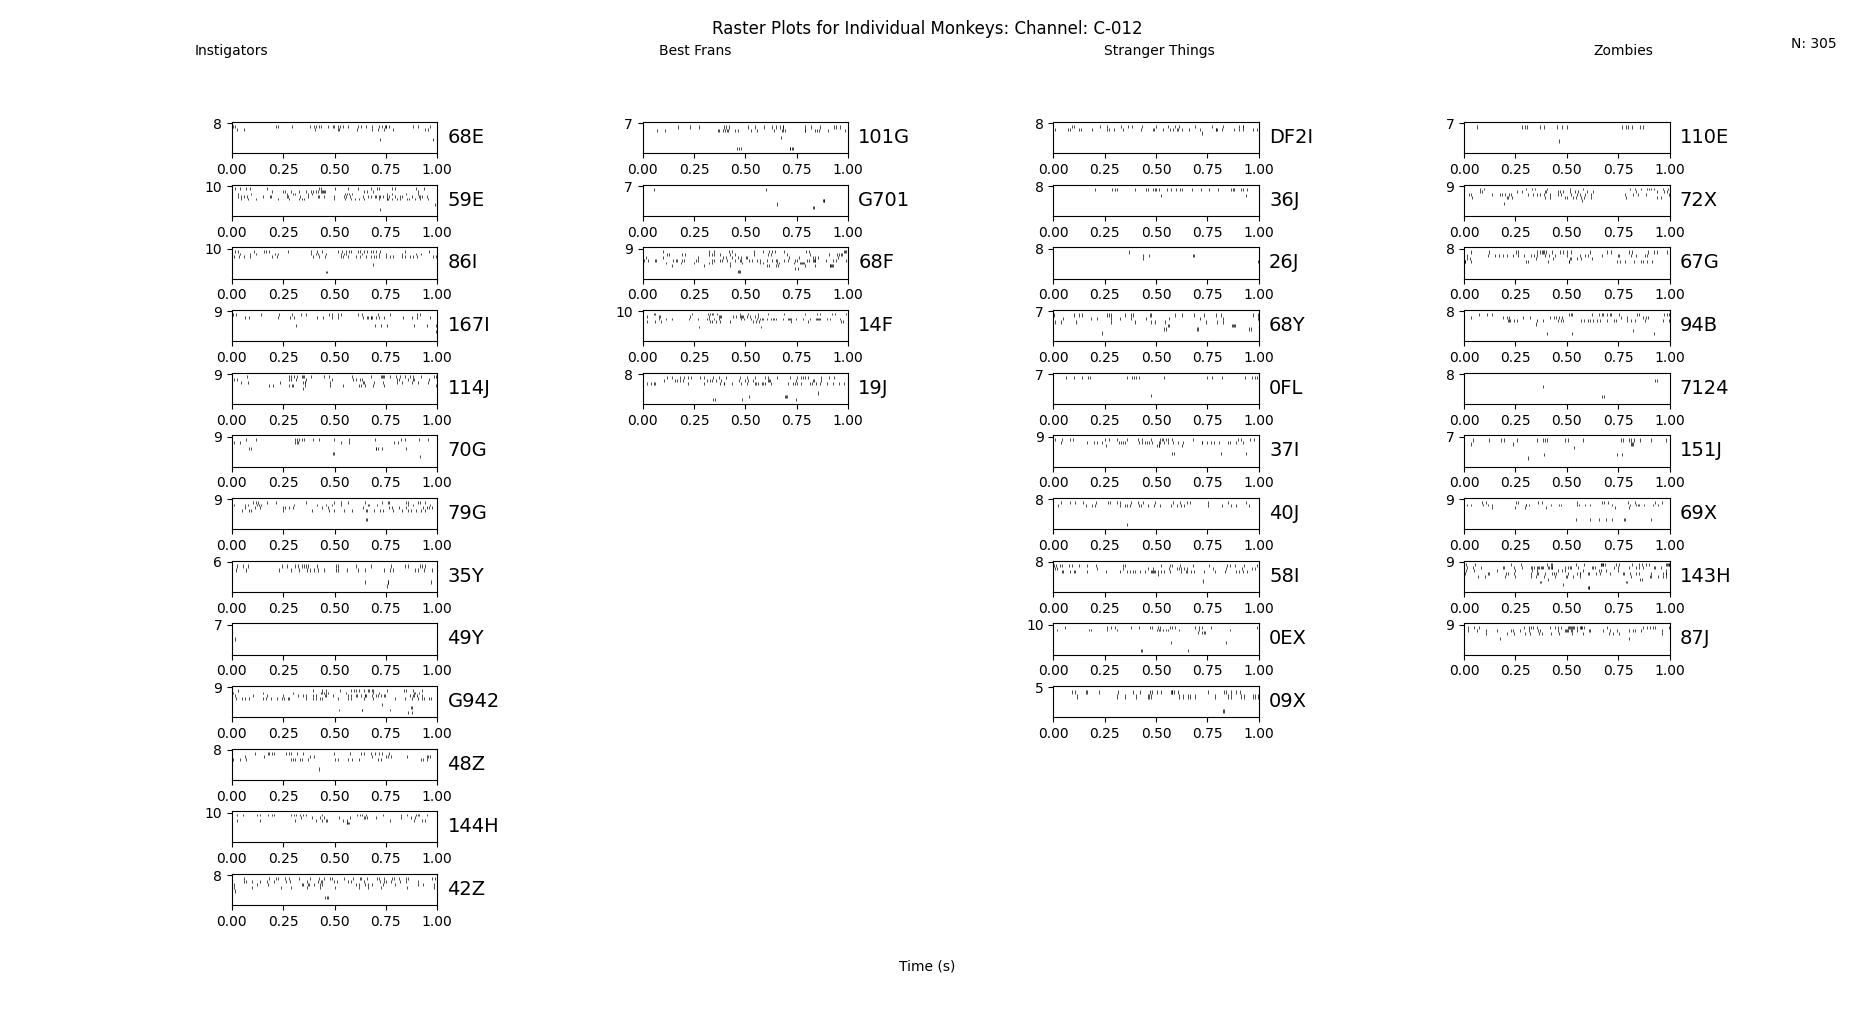 Raster Plots for Individual Monkeys: Channel: C-012
Instigators Best Frans Stranger Things Zombies N: 305
8 68E 7 101G 8 DF2I 7 110E
0.00 0.25 0.50 0.75 1.00 0.00 0.25 0.50 0.75 1.00 0.00 0.25 0.50 0.75 1.00 0.00 0.25 0.50 0.75 1.00
10 59E 7 G701 8 36J 9 72X
0.00 0.25 0.50 0.75 1.00 0.00 0.25 0.50 0.75 1.00 0.00 0.25 0.50 0.75 1.00 0.00 0.25 0.50 0.75 1.00
10 86I 9 68F 8 26J 8 67G
0.00 0.25 0.50 0.75 1.00 0.00 0.25 0.50 0.75 1.00 0.00 0.25 0.50 0.75 1.00 0.00 0.25 0.50 0.75 1.00
9 167I 10 14F 7 68Y 8 94B
0.00 0.25 0.50 0.75 1.00 0.00 0.25 0.50 0.75 1.00 0.00 0.25 0.50 0.75 1.00 0.00 0.25 0.50 0.75 1.00
9 114J 8 19J 7 0FL 8 7124
0.00 0.25 0.50 0.75 1.00 0.00 0.25 0.50 0.75 1.00 0.00 0.25 0.50 0.75 1.00 0.00 0.25 0.50 0.75 1.00
9 70G 9 37I 7 151J
0.00 0.25 0.50 0.75 1.00 0.00 0.25 0.50 0.75 1.00 0.00 0.25 0.50 0.75 1.00
9 79G 8 40J 9 69X
0.00 0.25 0.50 0.75 1.00 0.00 0.25 0.50 0.75 1.00 0.00 0.25 0.50 0.75 1.00
6 35Y 8 58I 9 143H
0.00 0.25 0.50 0.75 1.00 0.00 0.25 0.50 0.75 1.00 0.00 0.25 0.50 0.75 1.00
7 49Y 10 0EX 9 87J
0.00 0.25 0.50 0.75 1.00 0.00 0.25 0.50 0.75 1.00 0.00 0.25 0.50 0.75 1.00
9 G942 5 09X
0.00 0.25 0.50 0.75 1.00 0.00 0.25 0.50 0.75 1.00
8 48Z
0.00 0.25 0.50 0.75 1.00
10 144H
0.00 0.25 0.50 0.75 1.00
8 42Z
0.00 0.25 0.50 0.75 1.00
Time (s)